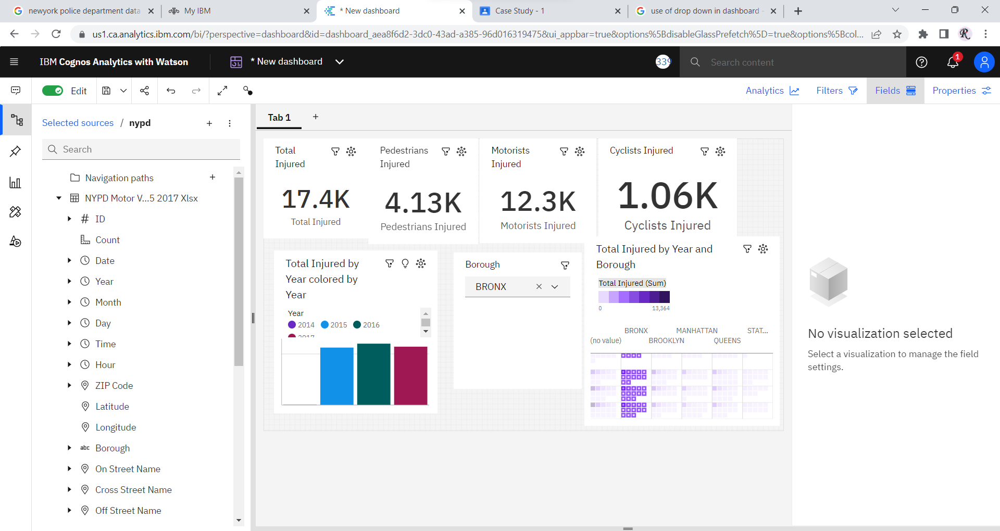 newyork police department data
My IBM
* New dashboard
Case Study - 1
use of drop down in dashboard -
us1.ca.analytics.ibm.com/bi/?perspective=dashboard&id=dashboard_aea8f6d2-3dc0-43ad-a385-96d016319475&ui_appbar=true&options%5BdisableGlassPrefetch%5D=true&options%5Bcol...
IBM Cognos Analytics with Watson
* New dashboard
339
Search content
1
Edit
Analytics
Filters
Fields
Properties
Selected sources / nypd
Search
Navigation paths
NYPD Motor V...5 2017 Xlsx
ID
Count
Date
Year
Month
Day
Time
Hour
ZIP Code
Latitude
Longitude
abc Borough
On Street Name
Cross Street Name
Off Street Name
Tab 1
Total
Injured
17.4K
Total Injured
Pedestrians
Injured
4.13K
Pedestrians Injured
Motorists
Injured
12.3K
Motorists Injured
Cyclists Injured
1.06K
Cyclists Injured
Total Injured by
Year colored by
Year
Year
2014 2015 2016
2017
Borough
BRONX
Total Injured by Year and
Borough
Total Injured (Sum)
0 13,364
BRONX MANHATTAN STAT...
(no value) BROOKLYN QUEENS
No visualization selected
Select a visualization to manage the field
settings.